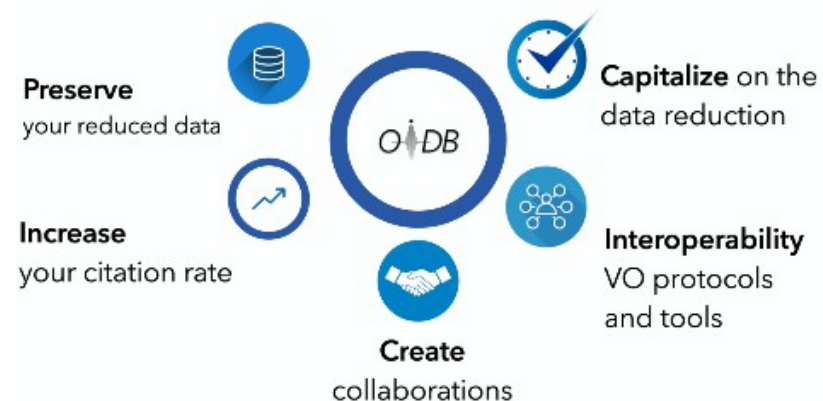 Preserve
your reduced data
Increase
your citation rate
OiDB
Create
collaborations
Capitalize on the
data reduction
Interoperability
VO protocols
and tools